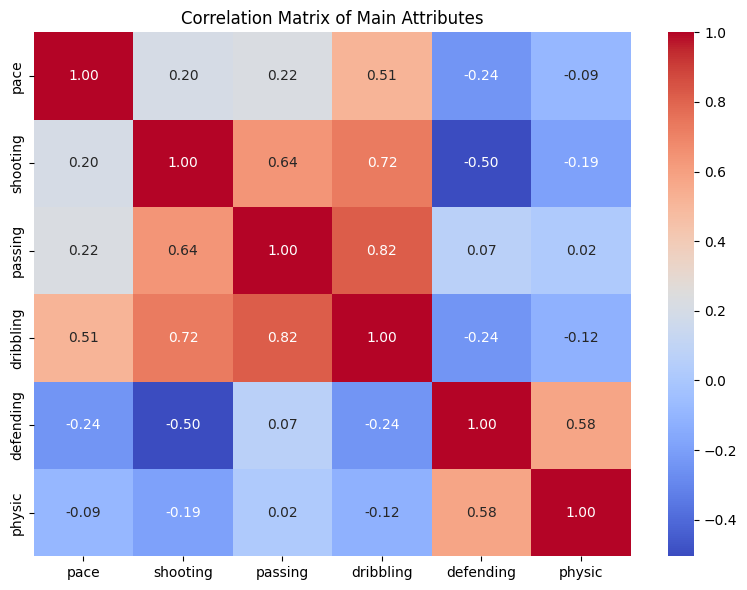 Correlation Matrix of Main Attributes
pace 1.00 0.20 0.22 0.51 -0.24 -0.09
shooting 0.20 1.00 0.64 0.72 -0.50 -0.19
passing 0.22 0.64 1.00 0.82 0.07 0.02
dribbling 0.51 0.72 0.82 1.00 -0.24 -0.12
defending -0.24 -0.50 0.07 -0.24 1.00 0.58
physic -0.09 -0.19 0.02 -0.12 0.58 1.00
pace shooting passing dribbling defending physic
1.0
0.8
0.6
0.4
0.2
0.0
-0.2
-0.4